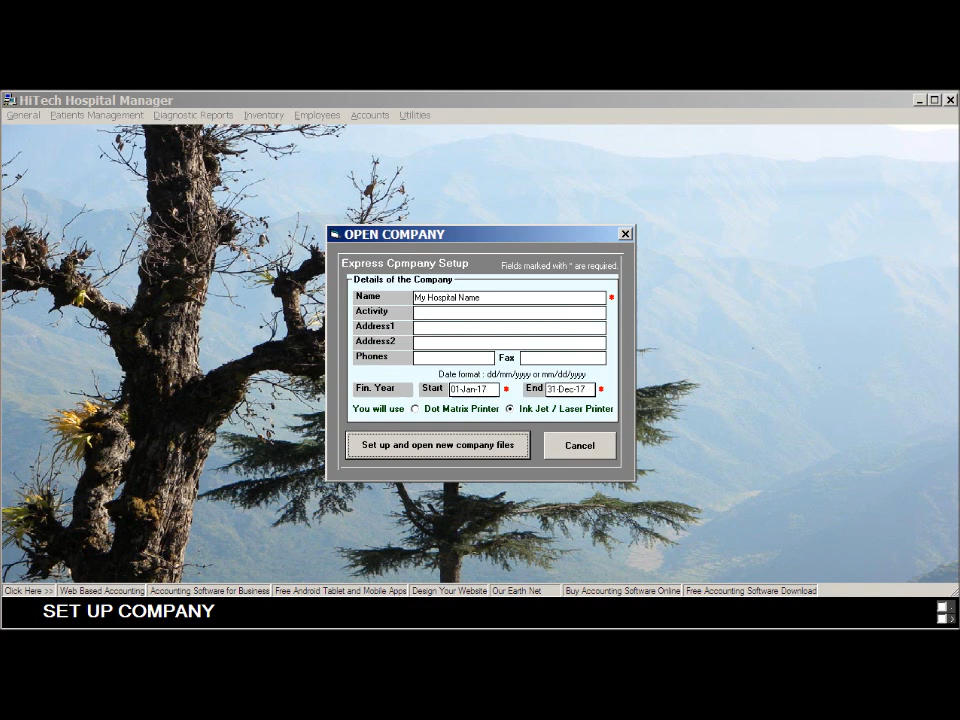 HiTech Hospital Manager
General Patients Management Diagnostic Reports Inventory Employees Accounts Utilities
OPEN COMPANY
Express Cpmpany Setup Fields marked with * are required.
Details of the Company
Name My Hospital Name *
Activity
Address1
Address2
Phones Fax
Date format : dd/mm/yyyy or mm/dd/yyyy
Fin. Year Start 01-Jan-17 * End 31-Dec-17 *
You will use Dot Matrix Printer Ink Jet / Laser Printer
Set up and open new company files Cancel
Click Here >> Web Based Accounting Accounting Software for Business Free Android Tablet and Mobile Apps Design Your Website Our Earth Net Buy Accounting Software Online Free Accounting Software Download
SET UP COMPANY